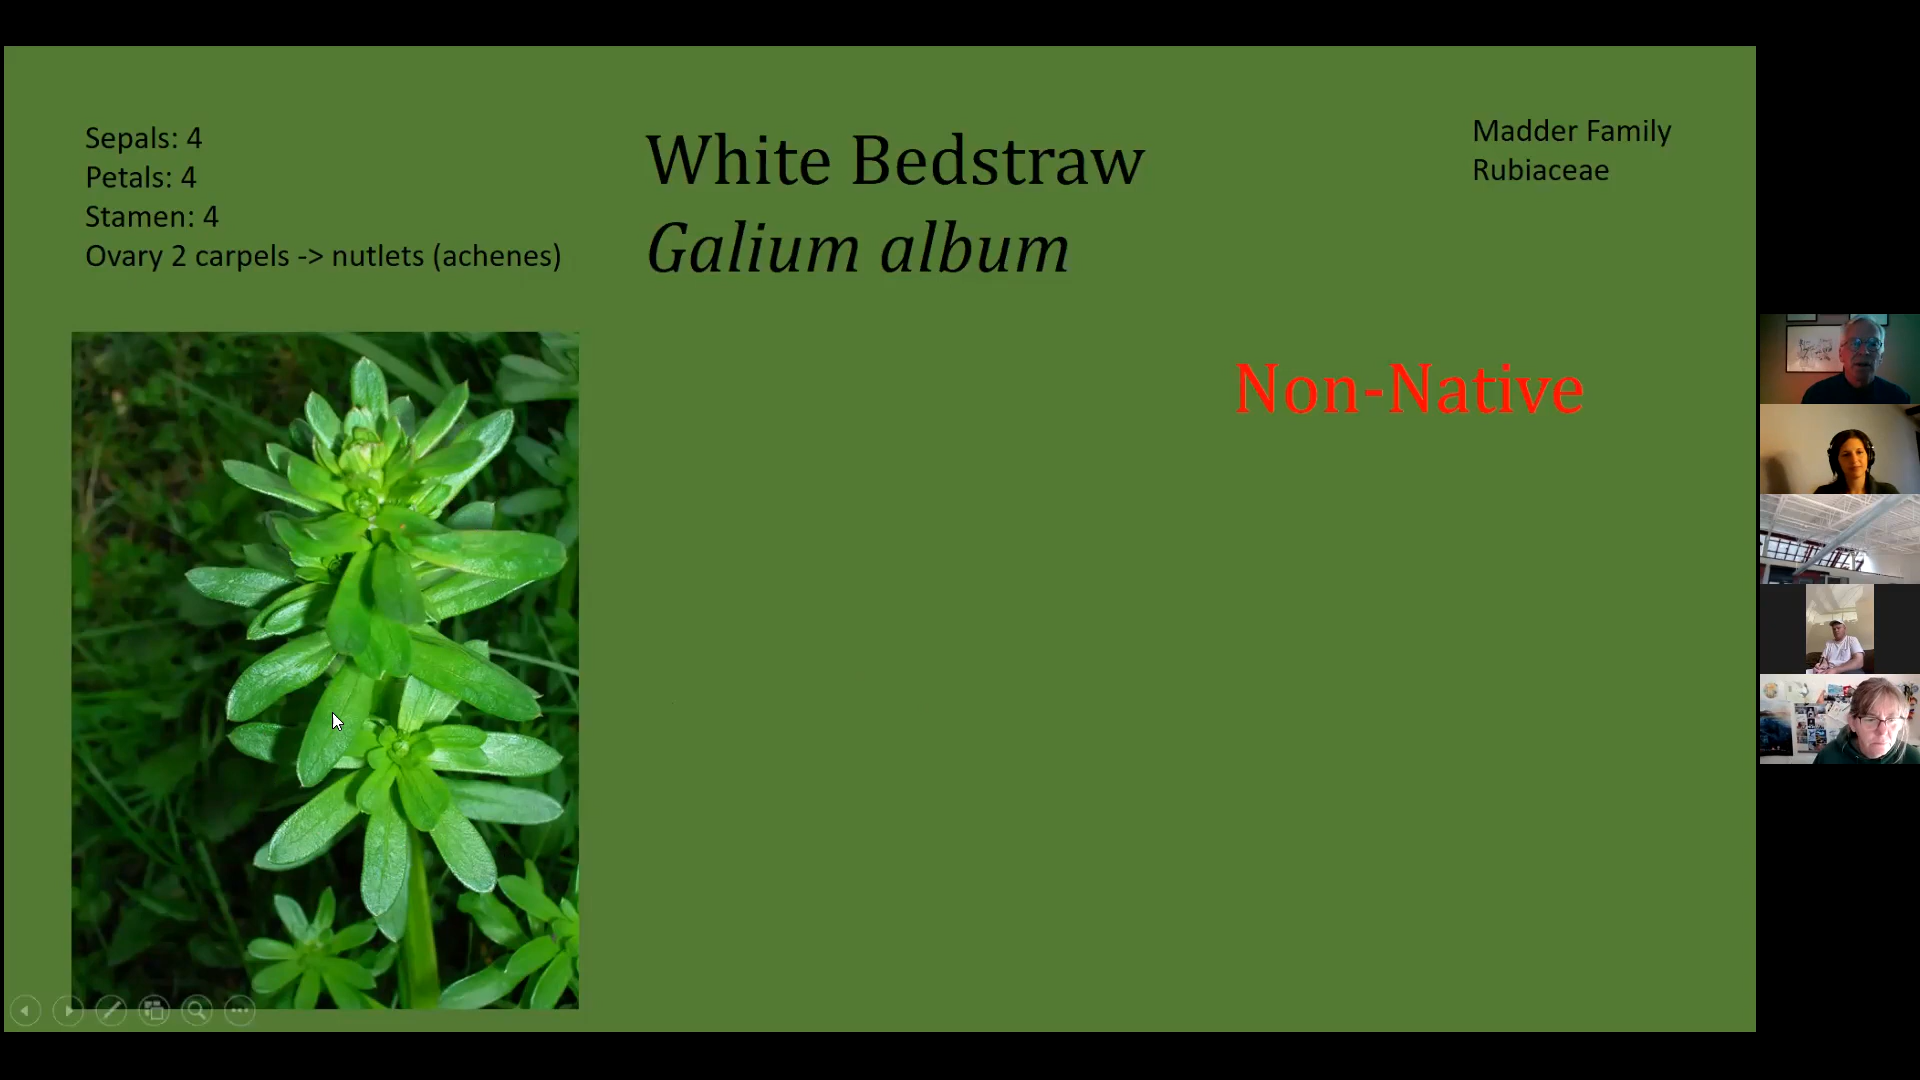 Sepals: 4
Petals: 4
Stamen: 4
Ovary 2 carpels -> nutlets (achenes)
White Bedstraw
Galium album
Madder Family
Rubiaceae
Non-Native